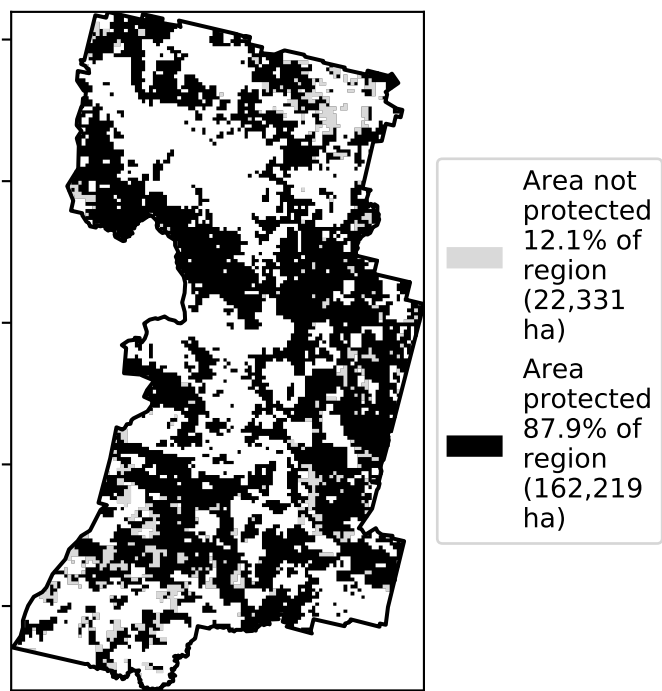 Area not
protected
12.1% of
region
(22,331
ha)
Area
protected
87.9% of
region
(162,219
ha)